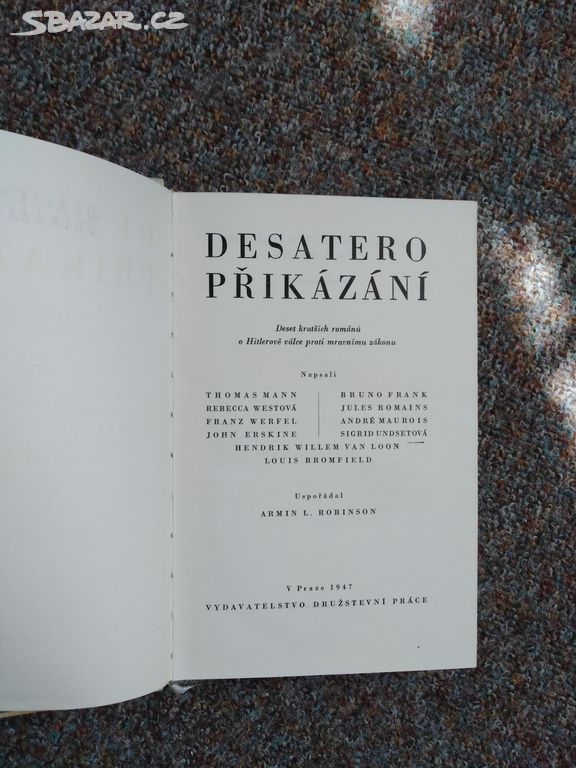 SBAZAR.CZ
DESATERO
PŘIKÁZÁNÍ
Deset kratších románů
o Hitlerově válce proti mravnímu zákonu
Napsali
THOMAS MANN
REBECCA WESTOVÁ
FRANZ WERFEL
JOHN ERSKINE
BRUNO FRANK
JULES ROMAINS
ANDRÉ MAUROIS
SIGRID UNDSETOVÁ
HENDRIK WILLEM VAN LOON
LOUIS BROMFIELD
Uspořádal
ARMIN L. ROBINSON
V Praze 1947
VYDAVATELSTVO DRUŽSTEVNÍ PRÁCE